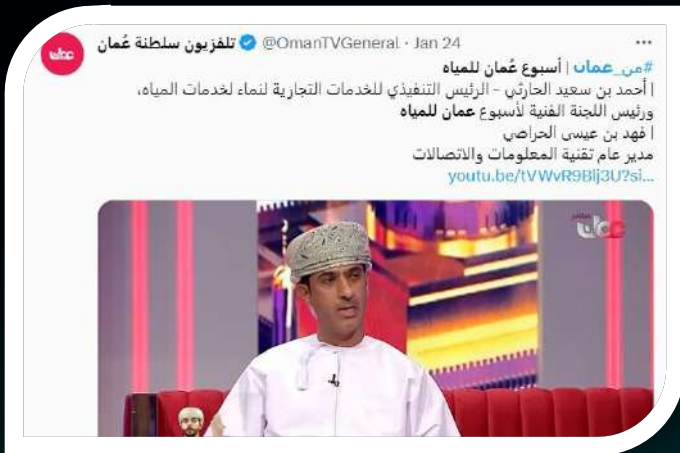 تلفزيون سلطنة عُمان @OmanTVGeneral · Jan 24
#من_عمان | أسبوع عُمان للمياه
| أحمد بن سعيد الحارثي - الرئيس التنفيذي للخدمات التجارية لنماء لخدمات المياه،
ورئيس اللجنة الفنية لأسبوع عمان للمياه
| فهد بن عيسى الحراصي
مدير عام تقنية المعلومات والاتصالات
youtu.be/tVWvR9Blj3U?si...
مباشر